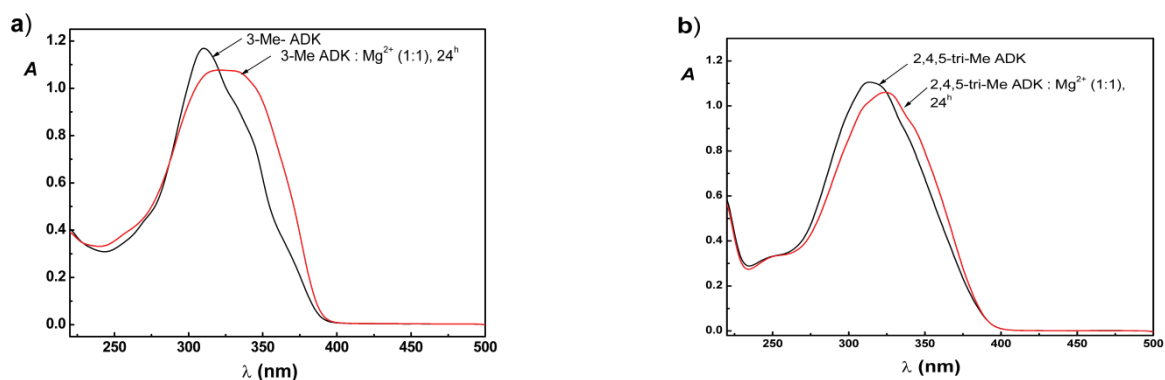 a)
1.2
1.0
0.8
0.6
0.4
0.2
0.0
A
3-Me- ADK
3-Me ADK : Mg²⁺ (1:1), 24ʰ
250 300 350 400 450 500
λ (nm)
b)
1.4
1.2
1.0
0.8
0.6
0.4
0.2
0.0
A
2,4,5-tri-Me ADK
2,4,5-tri-Me ADK : Mg²⁺ (1:1),
24ʰ
250 300 350 400 450 500
λ (nm)